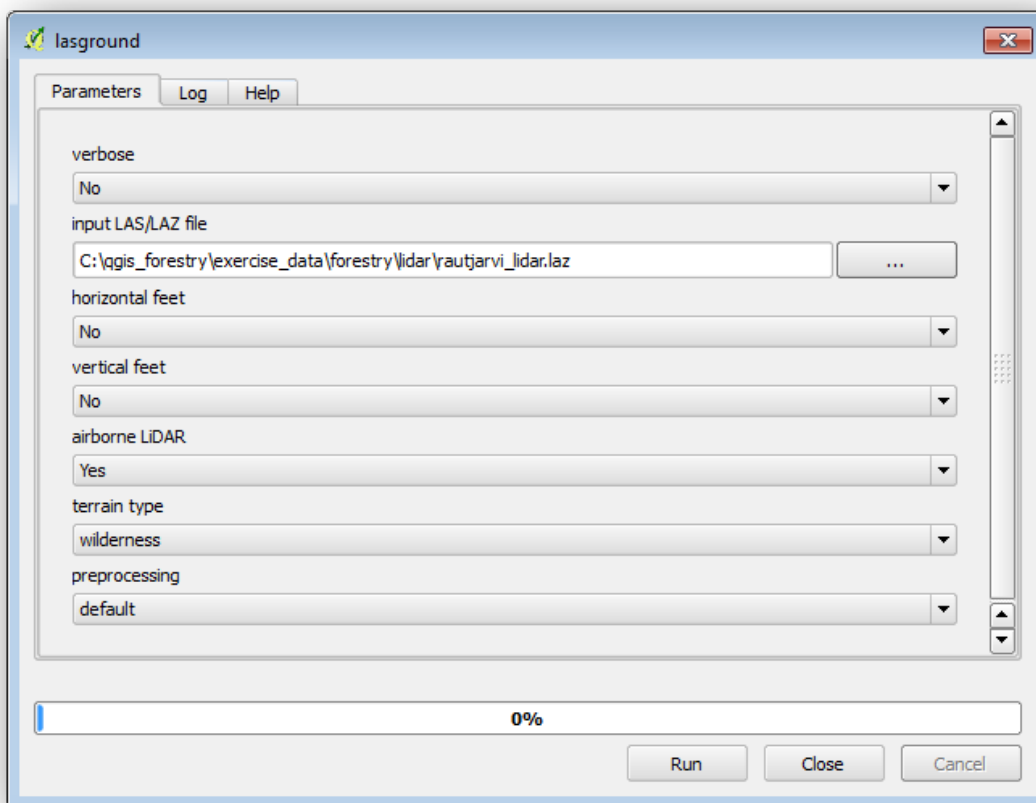 lasground
Parameters
Log
Help
verbose
No
input LAS/LAZ file
C:\qgis_forestry\exercise_data\forestry\lidar\rautjarvi_lidar.laz
...
horizontal feet
No
vertical feet
No
airborne LiDAR
Yes
terrain type
wilderness
preprocessing
default
0%
Run
Close
Cancel